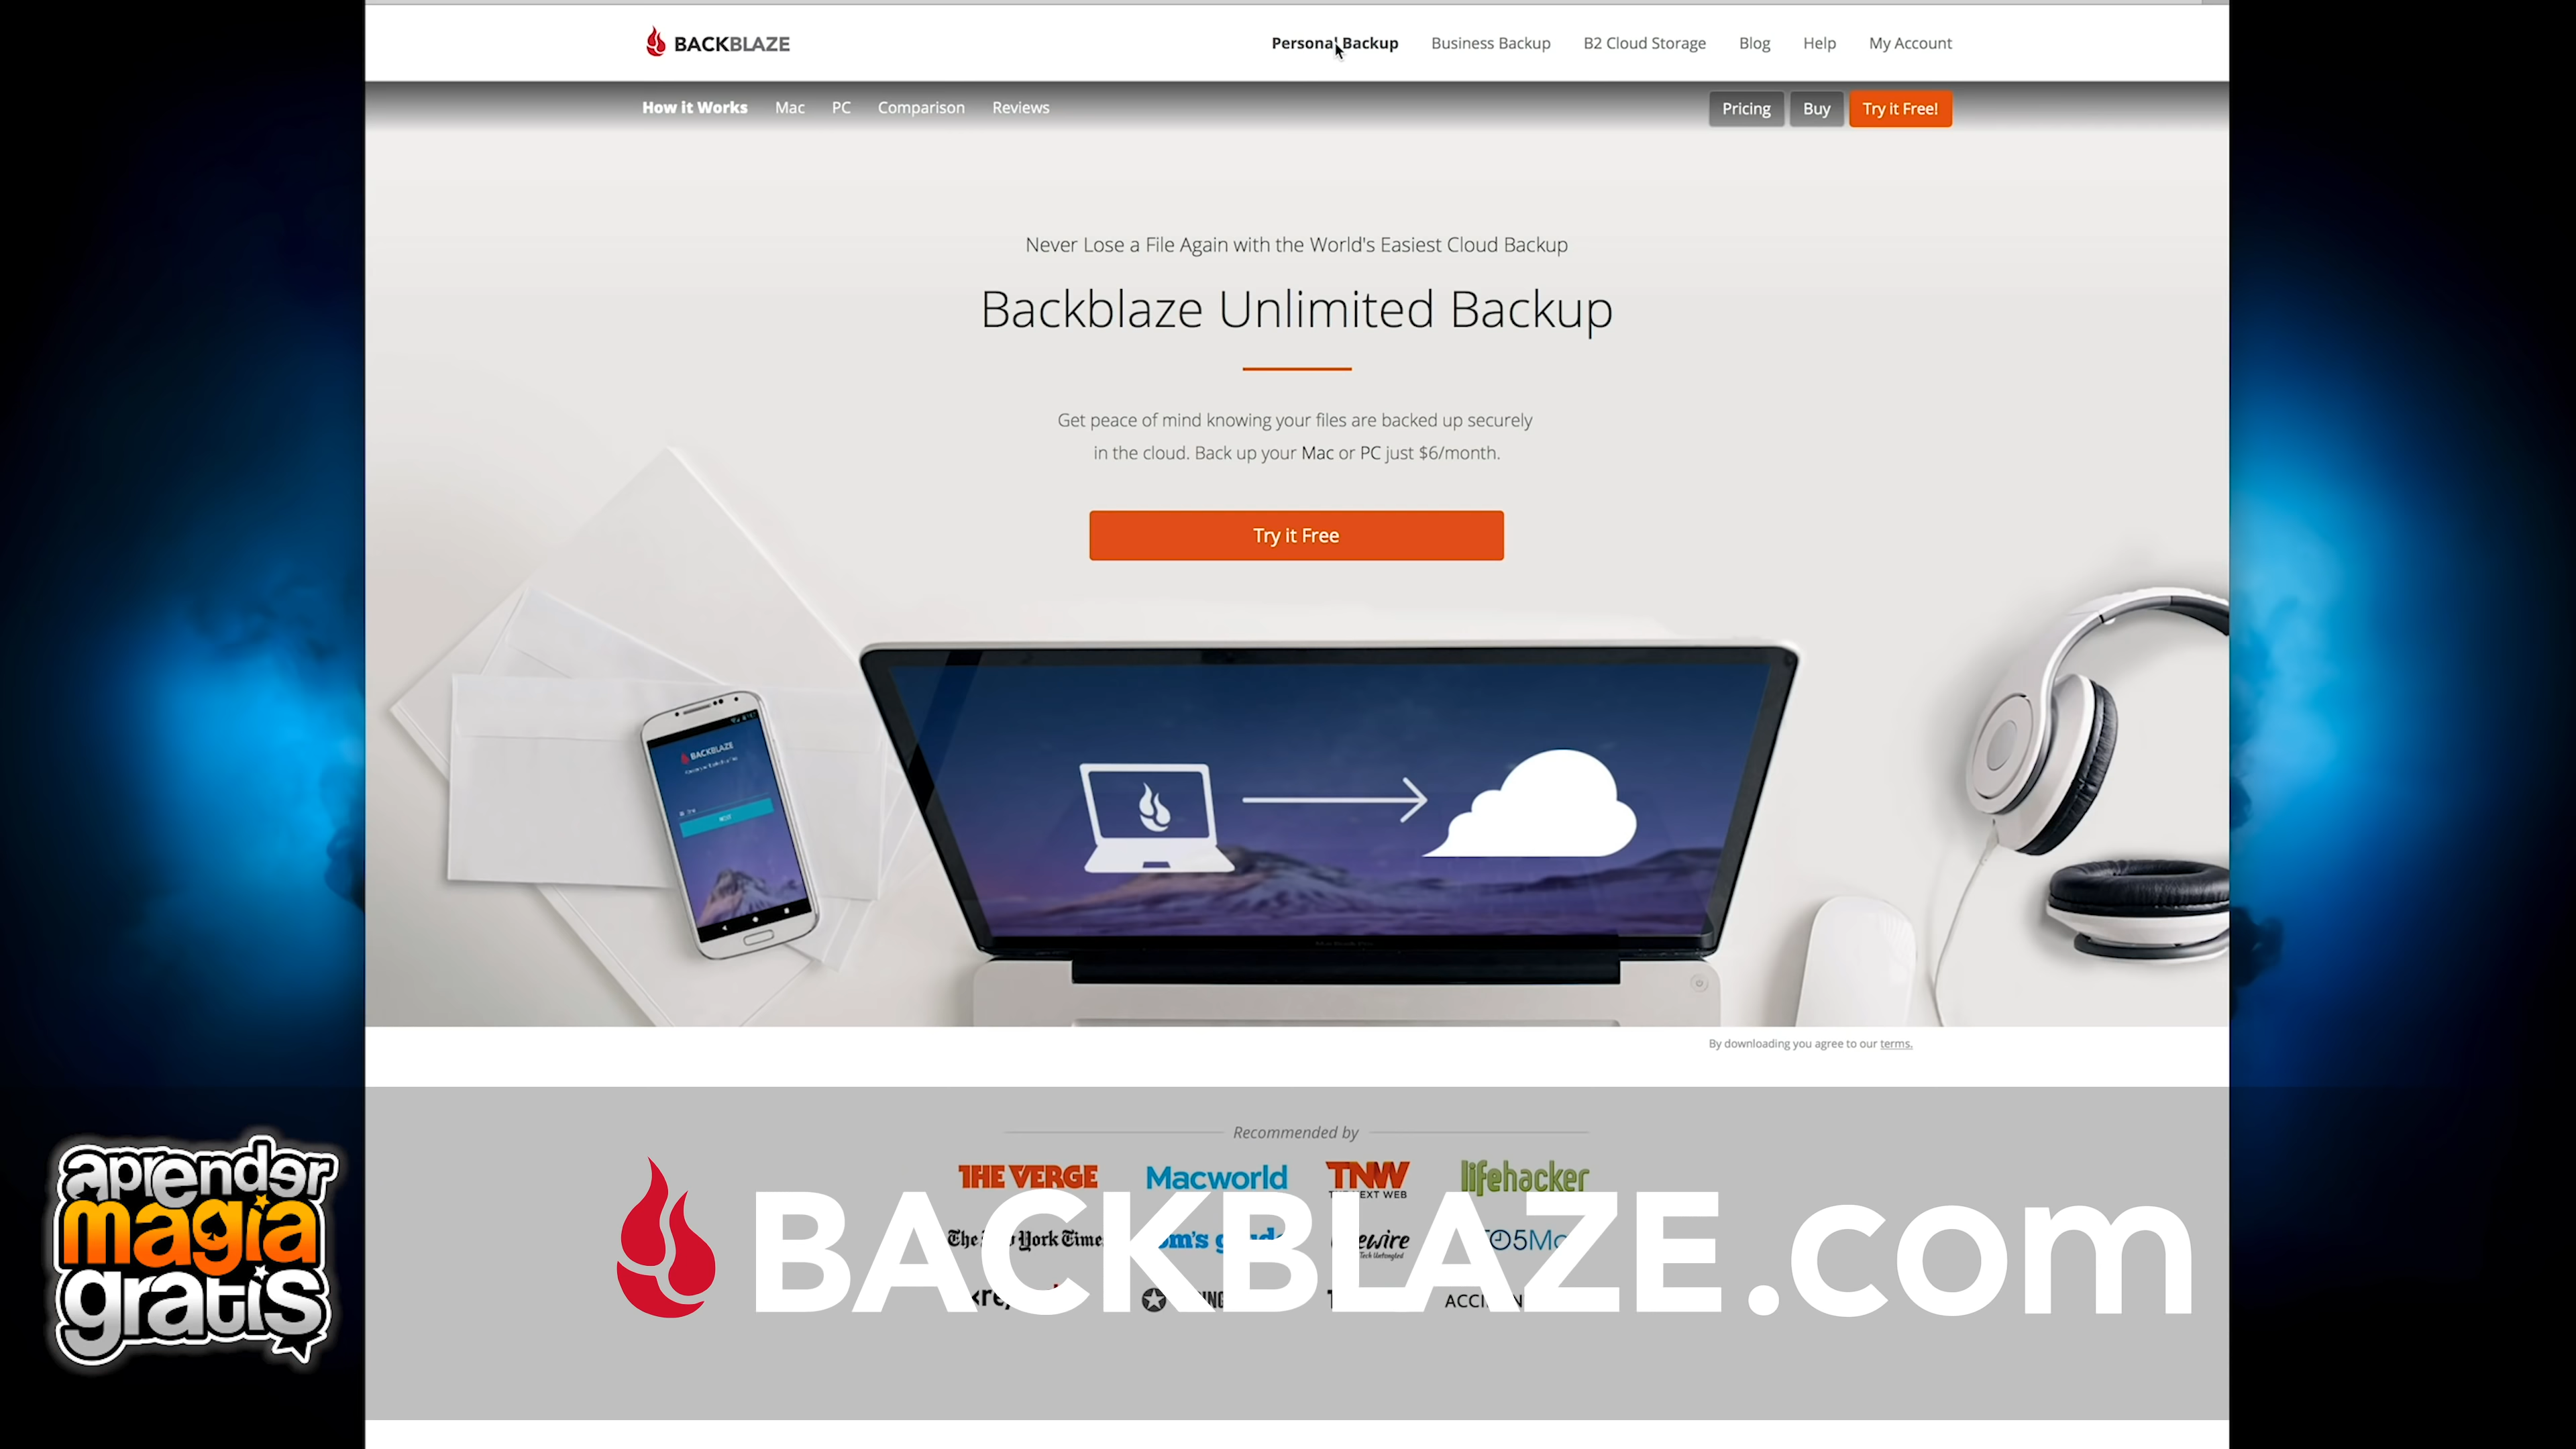 BACKBLAZE
Personal Backup Business Backup B2 Cloud Storage Blog Help My Account
How it Works Mac PC Comparison Reviews
Pricing Buy Try it Free!
Never Lose a File Again with the World's Easiest Cloud Backup
Backblaze Unlimited Backup
Get peace of mind knowing your files are backed up securely
in the cloud. Back up your Mac or PC just $6/month.
Try it Free
BACKBLAZE
NEXT
By downloading you agree to our terms.
Recommended by
THE VERGE Macworld TNW lifehacker
BACKBLAZE.com
aprender
magia
gratis